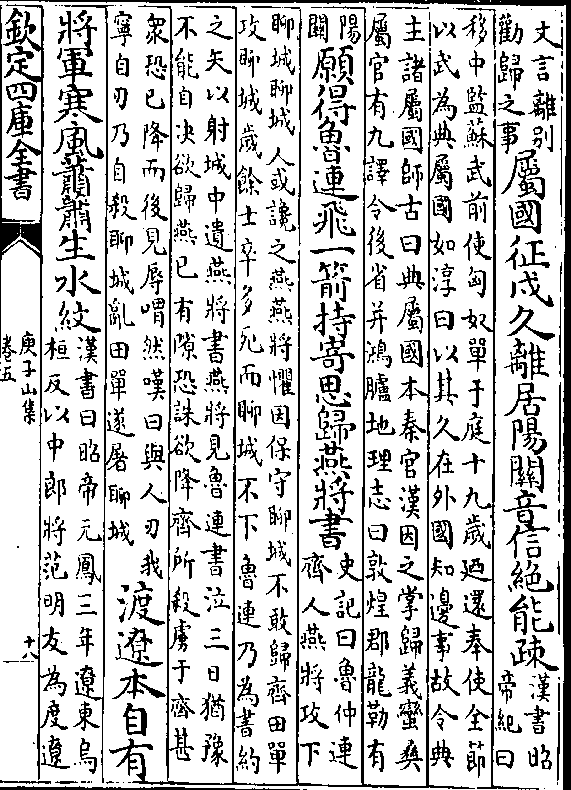 文言離別
勸歸之事
屬國征戍久離居陽關音信絕能疎
漢書昭
帝紀曰
移中監蘇武前使匈奴單于庭十九歲廼還奉使全節
以武為典屬國如淳曰以其久在外國知邊事故令典
主諸屬國師古曰典屬國本秦官漢因之掌歸義蠻彝
屬官有九譯令後省并鴻臚地理志曰敦煌郡龍勒有
陽
關
願得魯連飛一箭持寄思歸燕將書
史記曰魯仲連
齊人燕將攻下
聊城聊城人或讒之燕燕將懼因保守聊城不敢歸齊田單
攻聊城歲餘士卒多死而聊城不下魯連乃為書約
之矢以射城中遺燕將書燕將見魯連書泣三日猶豫
不能自決欲歸燕已有隙恐誅欲降齊所殺虜于齊甚
衆恐已降而後見辱喟然嘆曰與人刃我
寧自刃乃自殺聊城亂田單遂屠聊城
渡遼本自有
將軍寒風蕭蕭生水紋
漢書曰昭帝元鳳三年遼東烏
桓反以中郎將范明友為度遼
欽定四庫全書
庾子山集
卷五
十八